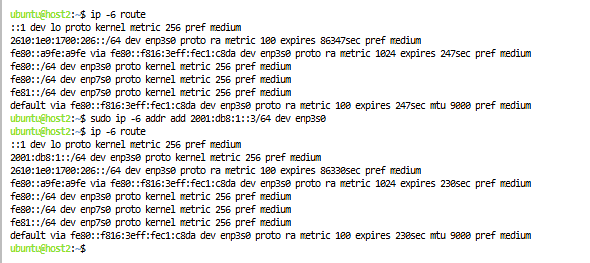 ubuntu@host2:~$ ip -6 route
::1 dev lo proto kernel metric 256 pref medium
2610:1e0:1700:206::/64 dev enp3s0 proto ra metric 100 expires 86347sec pref medium
fe80::a9fe:a9fe via fe80::f816:3eff:fec1:c8da dev enp3s0 proto ra metric 1024 expires 247sec pref medium
fe80::/64 dev enp3s0 proto kernel metric 256 pref medium
fe80::/64 dev enp7s0 proto kernel metric 256 pref medium
fe81::/64 dev enp7s0 proto kernel metric 256 pref medium
default via fe80::f816:3eff:fec1:c8da dev enp3s0 proto ra metric 100 expires 247sec mtu 9000 pref medium
ubuntu@host2:~$ sudo ip -6 addr add 2001:db8:1::3/64 dev enp3s0
ubuntu@host2:~$ ip -6 route
::1 dev lo proto kernel metric 256 pref medium
2001:db8:1::/64 dev enp3s0 proto kernel metric 256 pref medium
2610:1e0:1700:206::/64 dev enp3s0 proto ra metric 100 expires 86330sec pref medium
fe80::a9fe:a9fe via fe80::f816:3eff:fec1:c8da dev enp3s0 proto ra metric 1024 expires 230sec pref medium
fe80::/64 dev enp3s0 proto kernel metric 256 pref medium
fe80::/64 dev enp7s0 proto kernel metric 256 pref medium
fe81::/64 dev enp7s0 proto kernel metric 256 pref medium
default via fe80::f816:3eff:fec1:c8da dev enp3s0 proto ra metric 100 expires 230sec mtu 9000 pref medium
ubuntu@host2:~$